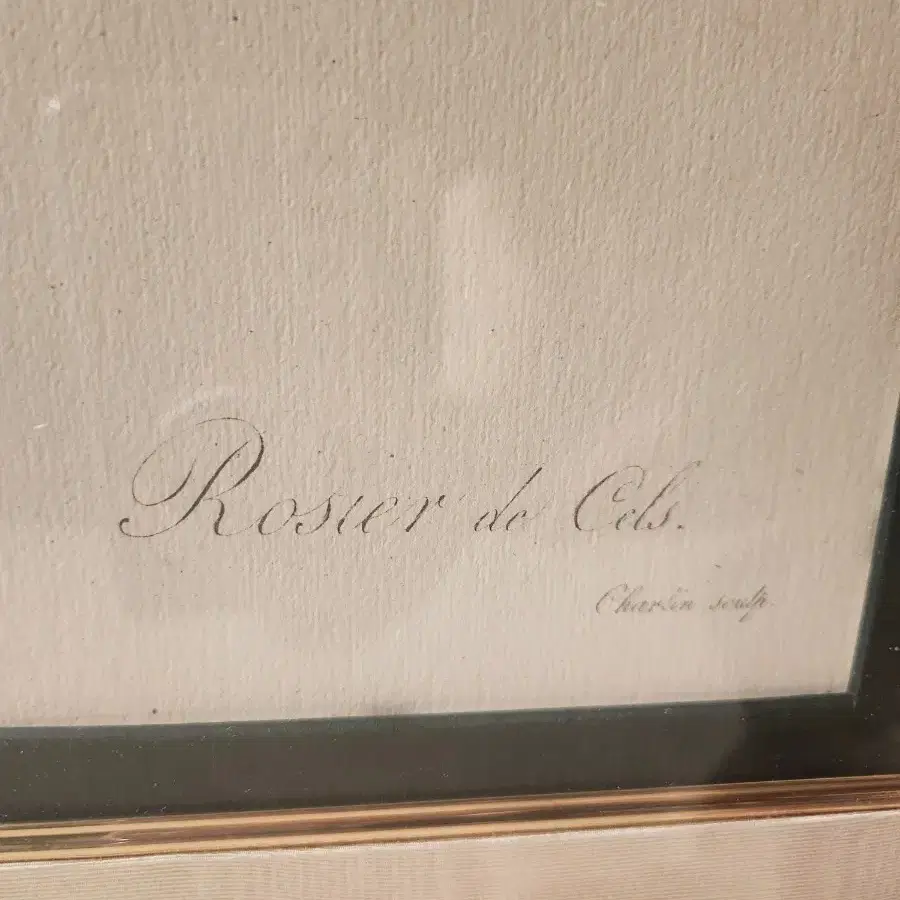 Rosier de Cels.
Charlin sculp.